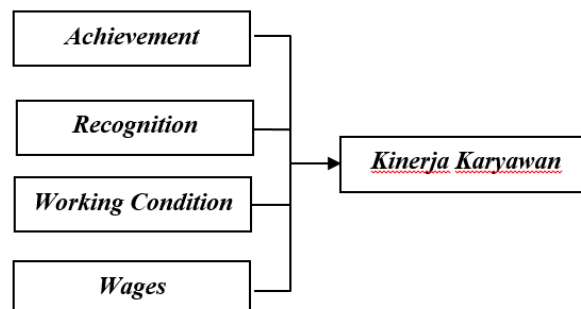 Achievement
Recognition
Kinerja Karyawan
Working Condition
Wages